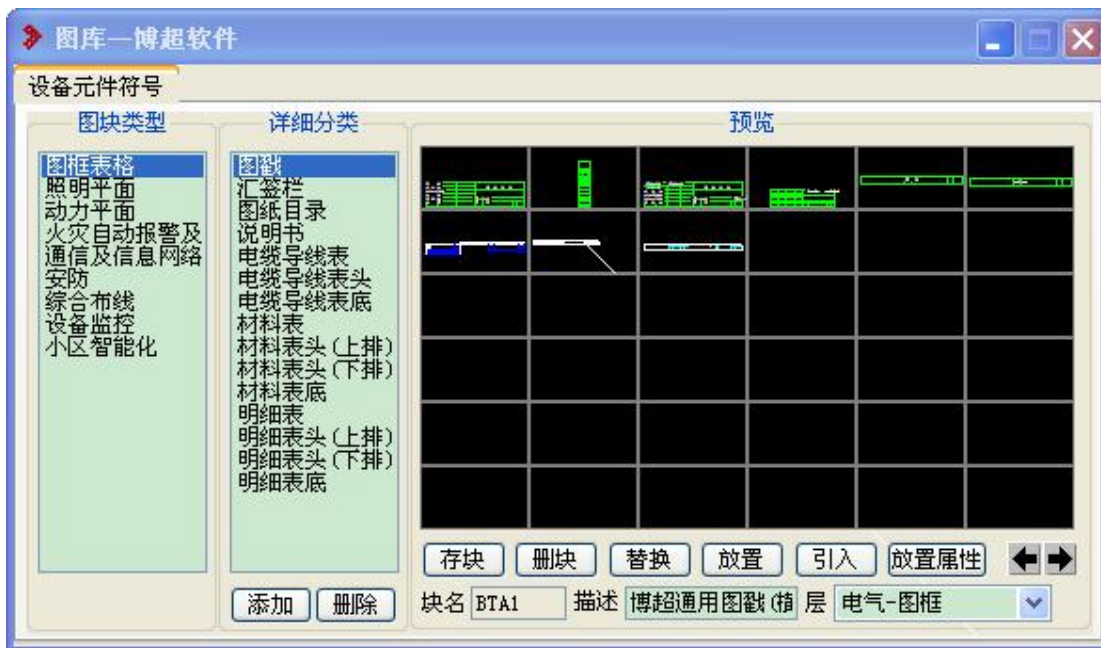 图库—博超软件
设备元件符号
图块类型
图框表格
照明平面
动力平面
火灾自动报警及
通信及信息网络
安防
综合布线
设备监控
小区智能化
详细分类
图戳
汇签栏
图纸目录
说明书
电缆导线表
电缆导线表头
电缆导线表底
材料表
材料表头(上排)
材料表头(下排)
材料表底
明细表
明细表头(上排)
明细表头(下排)
明细表底
添加 删除
预览
存块 删块 替换 放置 引入 放置属性
块名 BTA1 描述 博超通用图戳(横 层 电气-图框